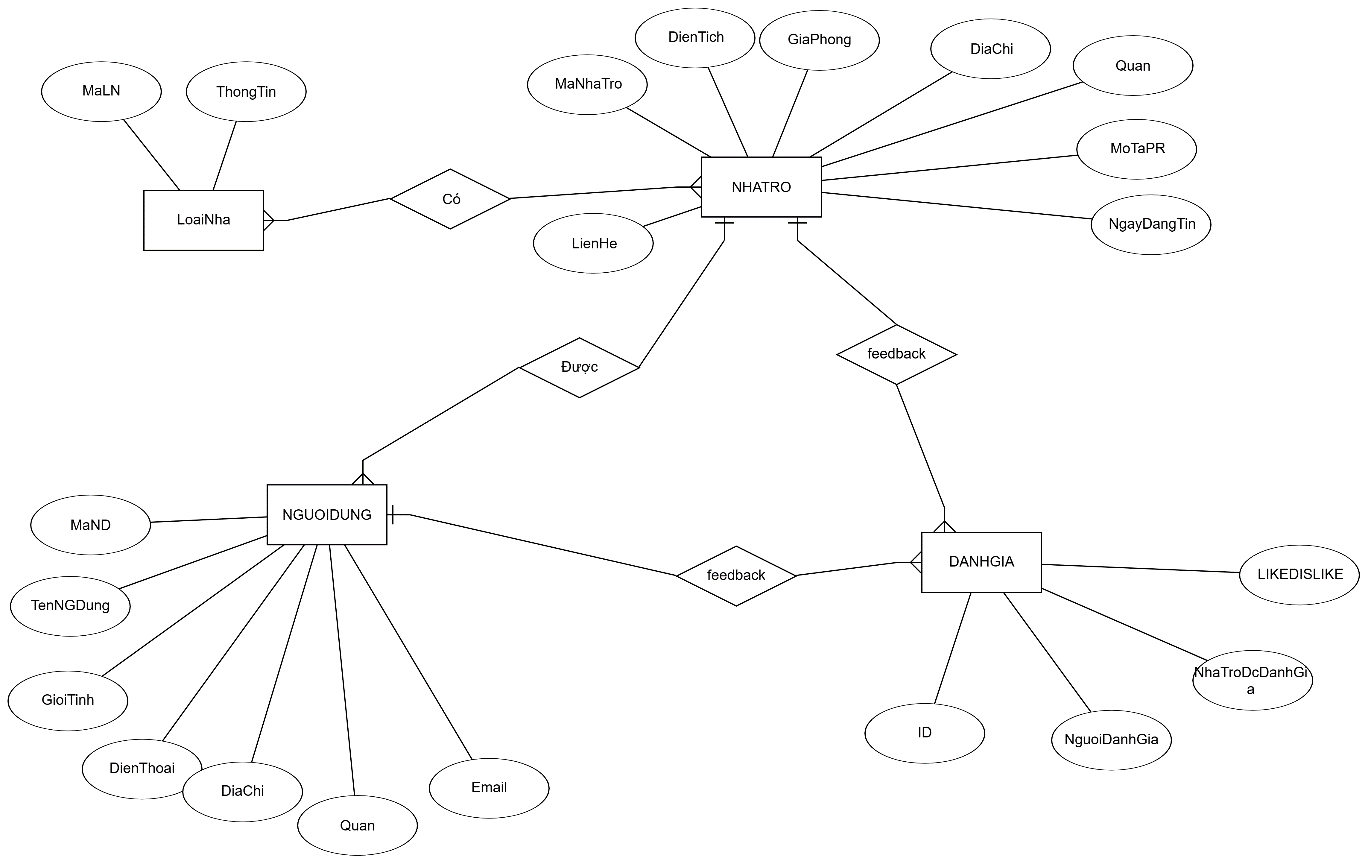 DienTich
GiaPhong
DiaChi
Quan
MaLN
ThongTin
MaNhaTro
MoTaPR
NHATRO
Có
LoaiNha
NgayDangTin
LienHe
feedback
Được
NGUOIDUNG
MaND
DANHGIA
feedback
LIKEDISLIKE
TenNGDung
NhaTroDcDanhGi
a
GioiTinh
ID
NguoiDanhGia
DienThoai
DiaChi
Email
Quan